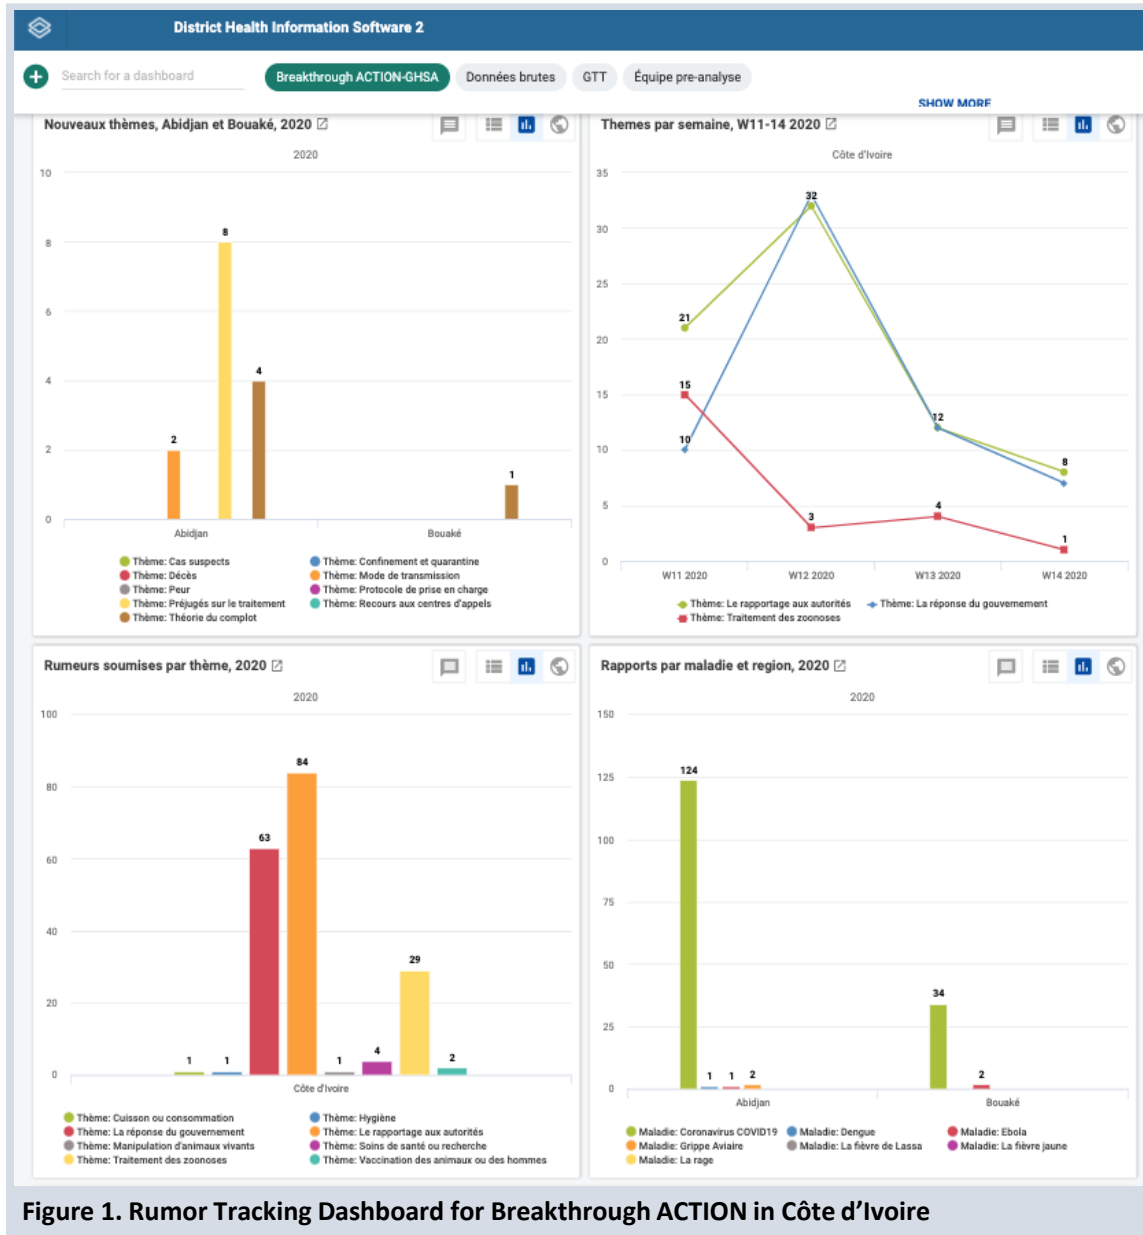 District Health Information Software 2
Search for a dashboard
Breakthrough ACTION-GHSA
Données brutes
GTT
Équipe pre-analyse
SHOW MORE
Nouveaux thèmes, Abidjan et Bouaké, 2020
2020
10
8
6
4
2
0
2
8
4
1
Abidjan
Bouaké
Thème: Cas suspects
Thème: Confinement et quarantine
Thème: Décès
Thème: Mode de transmission
Thème: Peur
Thème: Protocole de prise en charge
Thème: Préjugés sur le traitement
Thème: Recours aux centres d'appels
Thème: Théorie du complot
Themes par semaine, W11-14 2020
Côte d'Ivoire
35
30
25
20
15
10
5
0
21
15
10
32
3
12
4
8
1
W11 2020
W12 2020
W13 2020
W14 2020
Thème: Le rapportage aux autorités
Thème: La réponse du gouvernement
Thème: Traitement des zoonoses
Rumeurs soumises par thème, 2020
2020
100
80
60
40
20
0
1
1
63
84
1
4
29
2
Côte d'Ivoire
Thème: Cuisson ou consommation
Thème: Hygiène
Thème: La réponse du gouvernement
Thème: Le rapportage aux autorités
Thème: Manipulation d'animaux vivants
Thème: Soins de santé ou recherche
Thème: Traitement des zoonoses
Thème: Vaccination des animaux ou des hommes
Rapports par maladie et region, 2020
2020
150
125
100
75
50
25
0
124
1
1
2
34
2
Abidjan
Bouaké
Maladie: Coronavirus COVID19
Maladie: Dengue
Maladie: Ebola
Maladie: Grippe Aviaire
Maladie: La fièvre de Lassa
Maladie: La fièvre jaune
Maladie: La rage
Figure 1. Rumor Tracking Dashboard for Breakthrough ACTION in Côte d'Ivoire